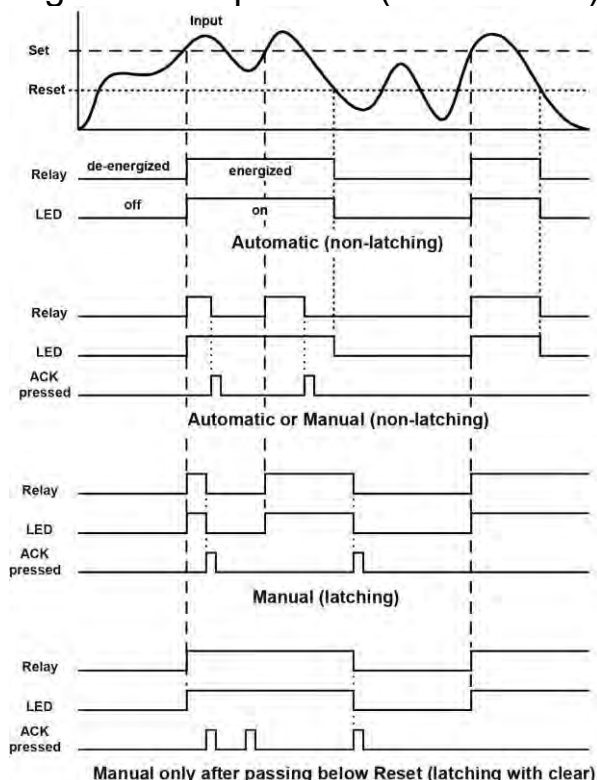 Input
Set
Reset
Relay de-energized energized
LED off on
Automatic (non-latching)
Relay
LED
ACK
pressed
Automatic or Manual (non-latching)
Relay
LED
ACK
pressed
Manual (latching)
Relay
LED
ACK
pressed
Manual only after passing below Reset (latching with clear)